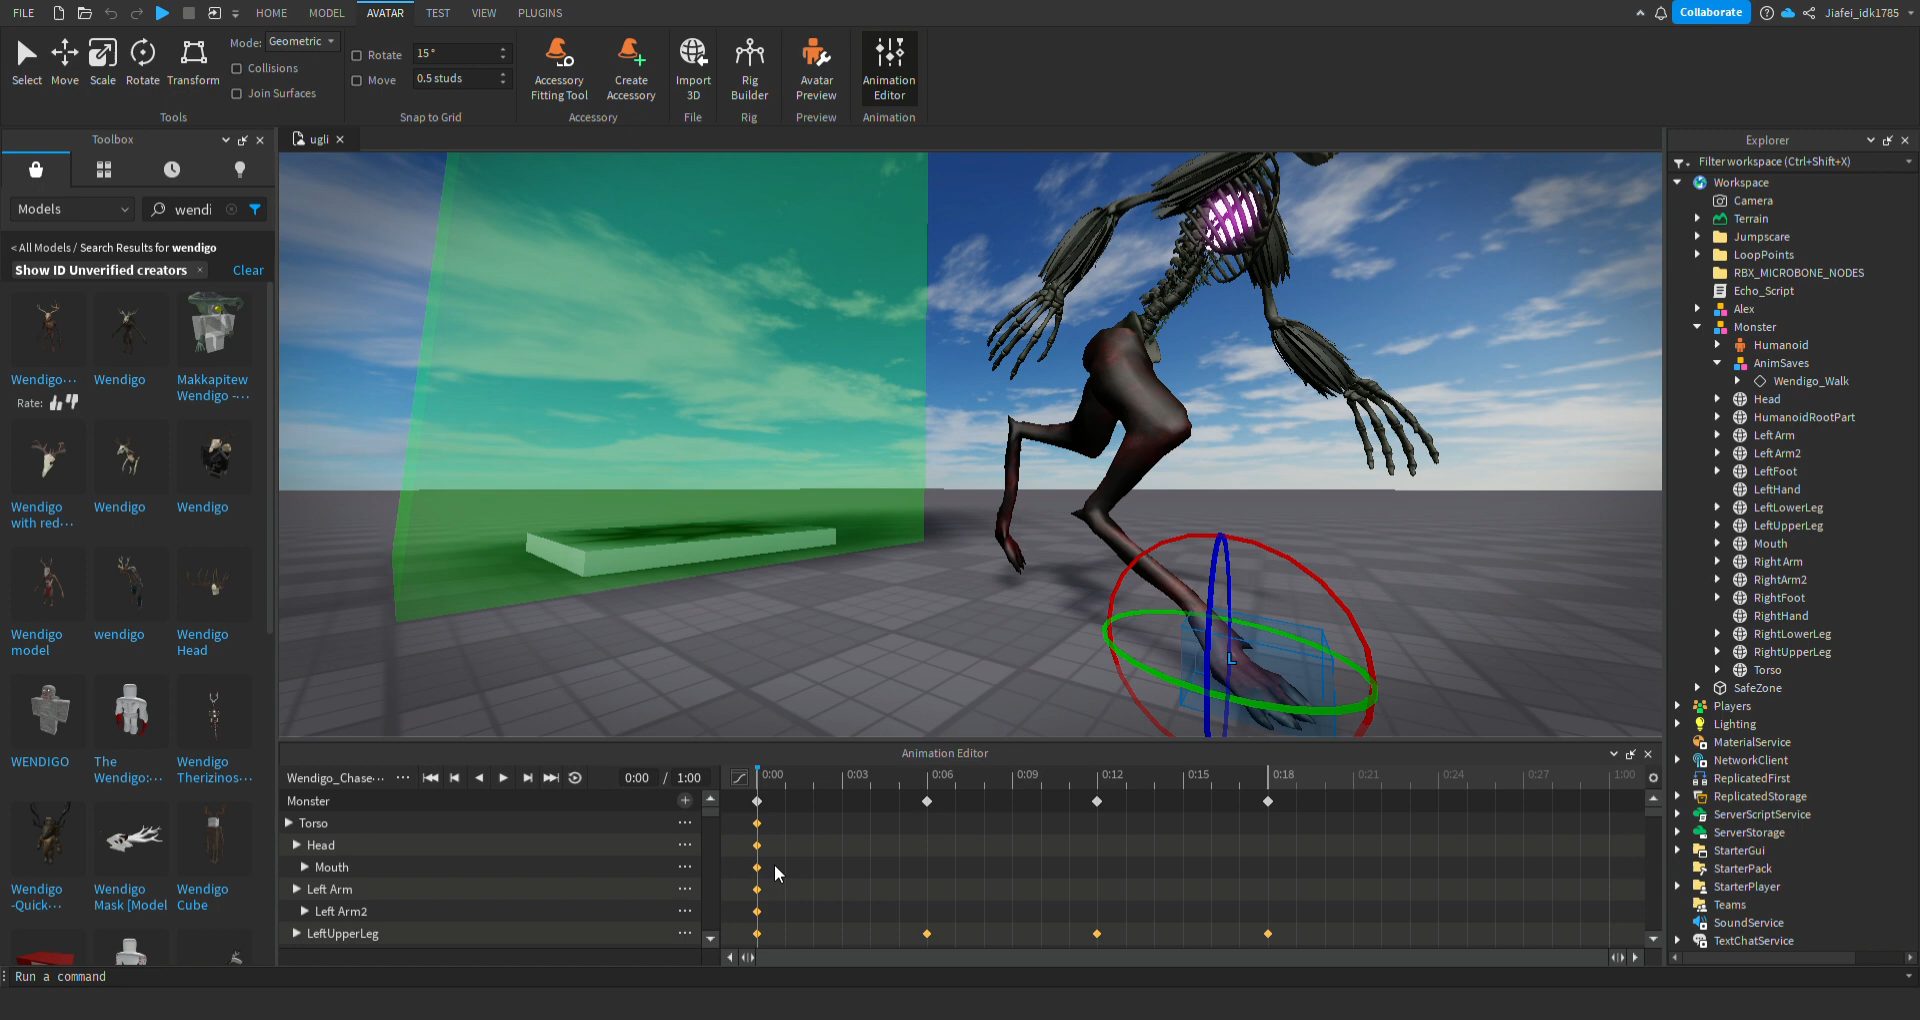 FILE HOME MODEL AVATAR TEST VIEW PLUGINS Collaborate Jiafei_idk1785
Select Move Scale Rotate Transform
Mode: Geometric
Collisions
Join Surfaces
Tools
Rotate 15°
Move 0.5 studs
Snap to Grid
Accessory Fitting Tool
Create Accessory
Accessory
Import 3D
File
Rig Builder
Rig
Avatar Preview
Preview
Animation Editor
Animation
Toolbox
Models
wendi
< All Models / Search Results for wendigo
Show ID Unverified creators ×
Clear
Wendigo···
Wendigo
Makkapitew
Wendigo -···
Rate:
Wendigo
with red···
Wendigo
Wendigo
Wendigo
model
wendigo
Wendigo
Head
WENDIGO
The
Wendigo:···
Wendigo
Therizinos···
Wendigo
-Quick···
Wendigo
Mask [Model
Wendigo
Cube
ugli
L
Animation Editor
Wendigo_Chase··· 0:00 / 1:00
0:00 0:03 0:06 0:09 0:12 0:15 0:18 0:21 0:24 0:27 1:00
Monster
Torso
Head
Mouth
Left Arm
Left Arm2
LeftUpperLeg
Explorer
Filter workspace (Ctrl+Shift+X)
Workspace
Camera
Terrain
Jumpscare
LoopPoints
RBX_MICROBONE_NODES
Echo_Script
Alex
Monster
Humanoid
AnimSaves
Wendigo_Walk
Head
HumanoidRootPart
Left Arm
Left Arm2
LeftFoot
LeftHand
LeftLowerLeg
LeftUpperLeg
Mouth
Right Arm
RightArm2
RightFoot
RightHand
RightLowerLeg
RightUpperLeg
Torso
SafeZone
Players
Lighting
MaterialService
NetworkClient
ReplicatedFirst
ReplicatedStorage
ServerScriptService
ServerStorage
StarterGui
StarterPack
StarterPlayer
Teams
SoundService
TextChatService
Run a command